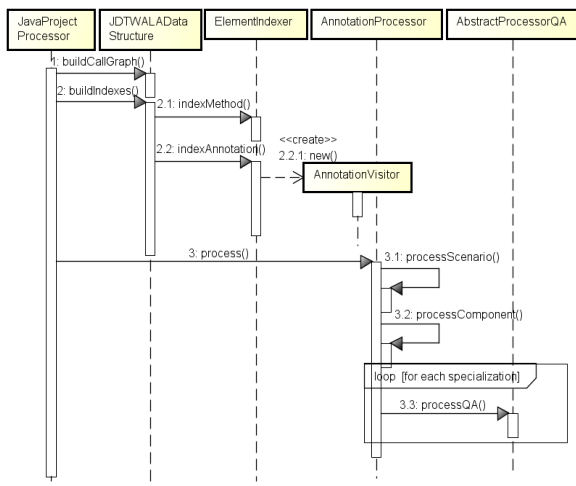 JavaProject
Processor
JDTWALAData
Structure
ElementIndexer
AnnotationProcessor
AbstractProcessorQA
1: buildCallGraph()
2: buildIndexes()
2.1: indexMethod()
<<create>>
2.2: indexAnnotation()
2.2.1: new()
AnnotationVisitor
3: process()
3.1: processScenario()
3.2: processComponent()
loop [for each specialization]
3.3: processQA()